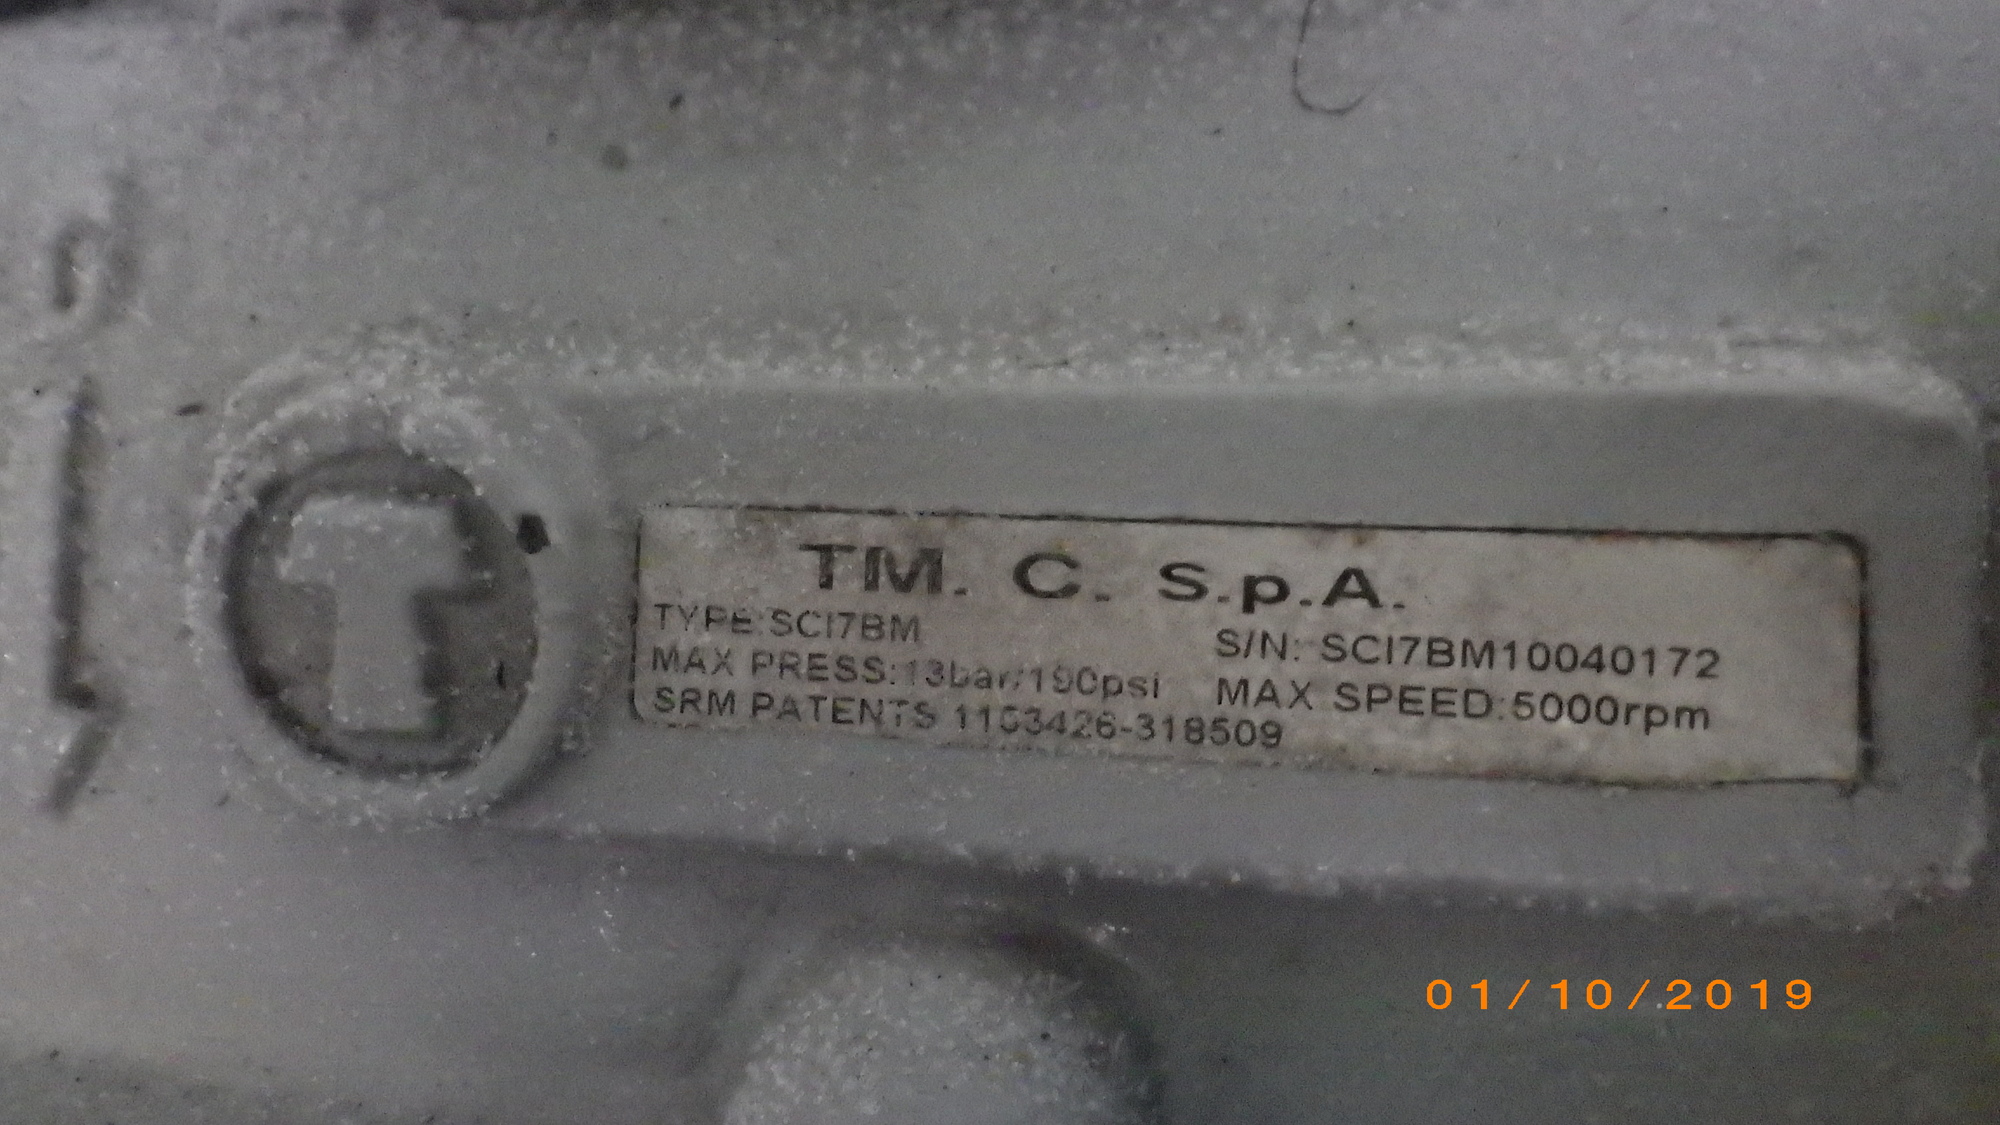 T
TM. C. S.p.A.
TYPE:SCI7BM
S/N: SCI7BM10040172
MAX PRESS:13bar/190psi
MAX SPEED:5000rpm
SRM PATENTS 1103426-318509
01/10/2019